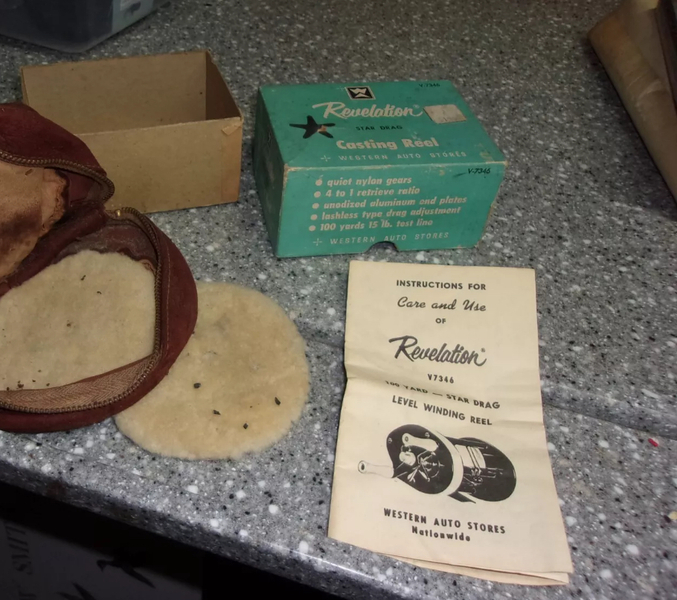 V-7346
Revelation
STAR DRAG
Casting Reel
WESTERN AUTO STORES
V-7346
quiet nylon gears
4 to 1 retrieve ratio
anodized aluminum end plates
lashless type drag adjustment
100 yards 15 lb. test line
WESTERN AUTO STORES
INSTRUCTIONS FOR
Care and Use
OF
Revelation
V7346
100 YARD — STAR DRAG
LEVEL WINDING REEL
WESTERN AUTO STORES
Nationwide